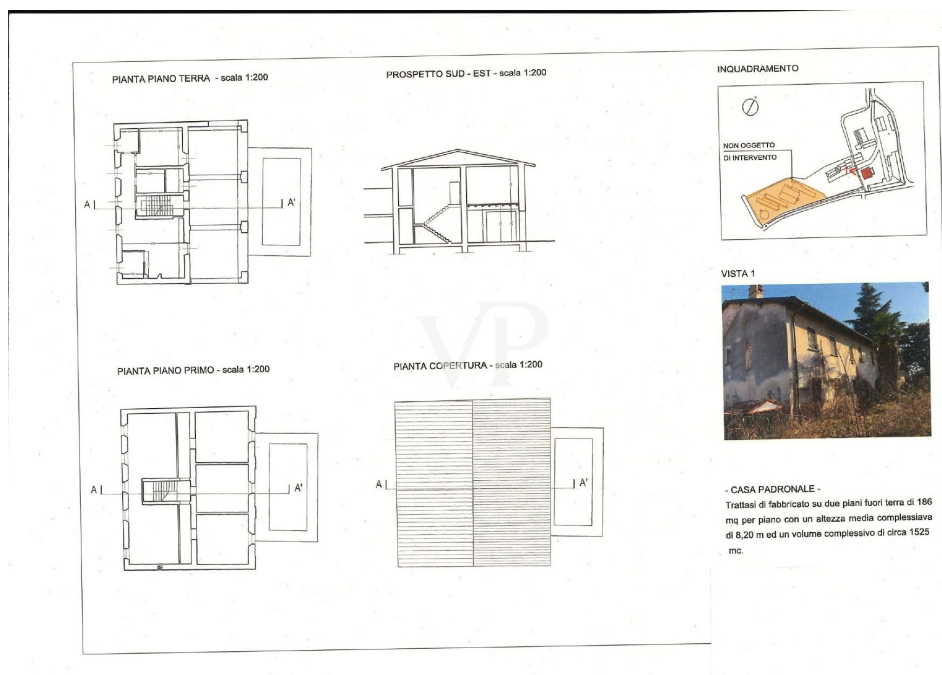 PIANTA PIANO TERRA - scala 1:200
PROSPETTO SUD - EST - scala 1:200
INQUADRAMENTO
NON OGGETTO
DI INTERVENTO
A
A'
VISTA 1
VP
PIANTA PIANO PRIMO - scala 1:200
PIANTA COPERTURA - scala 1:200
A
A'
A
A'
- CASA PADRONALE -
Trattasi di fabbricato su due piani fuori terra di 186
mq per piano con un altezza media complessiava
di 8,20 m ed un volume complessivo di circa 1525
mc.